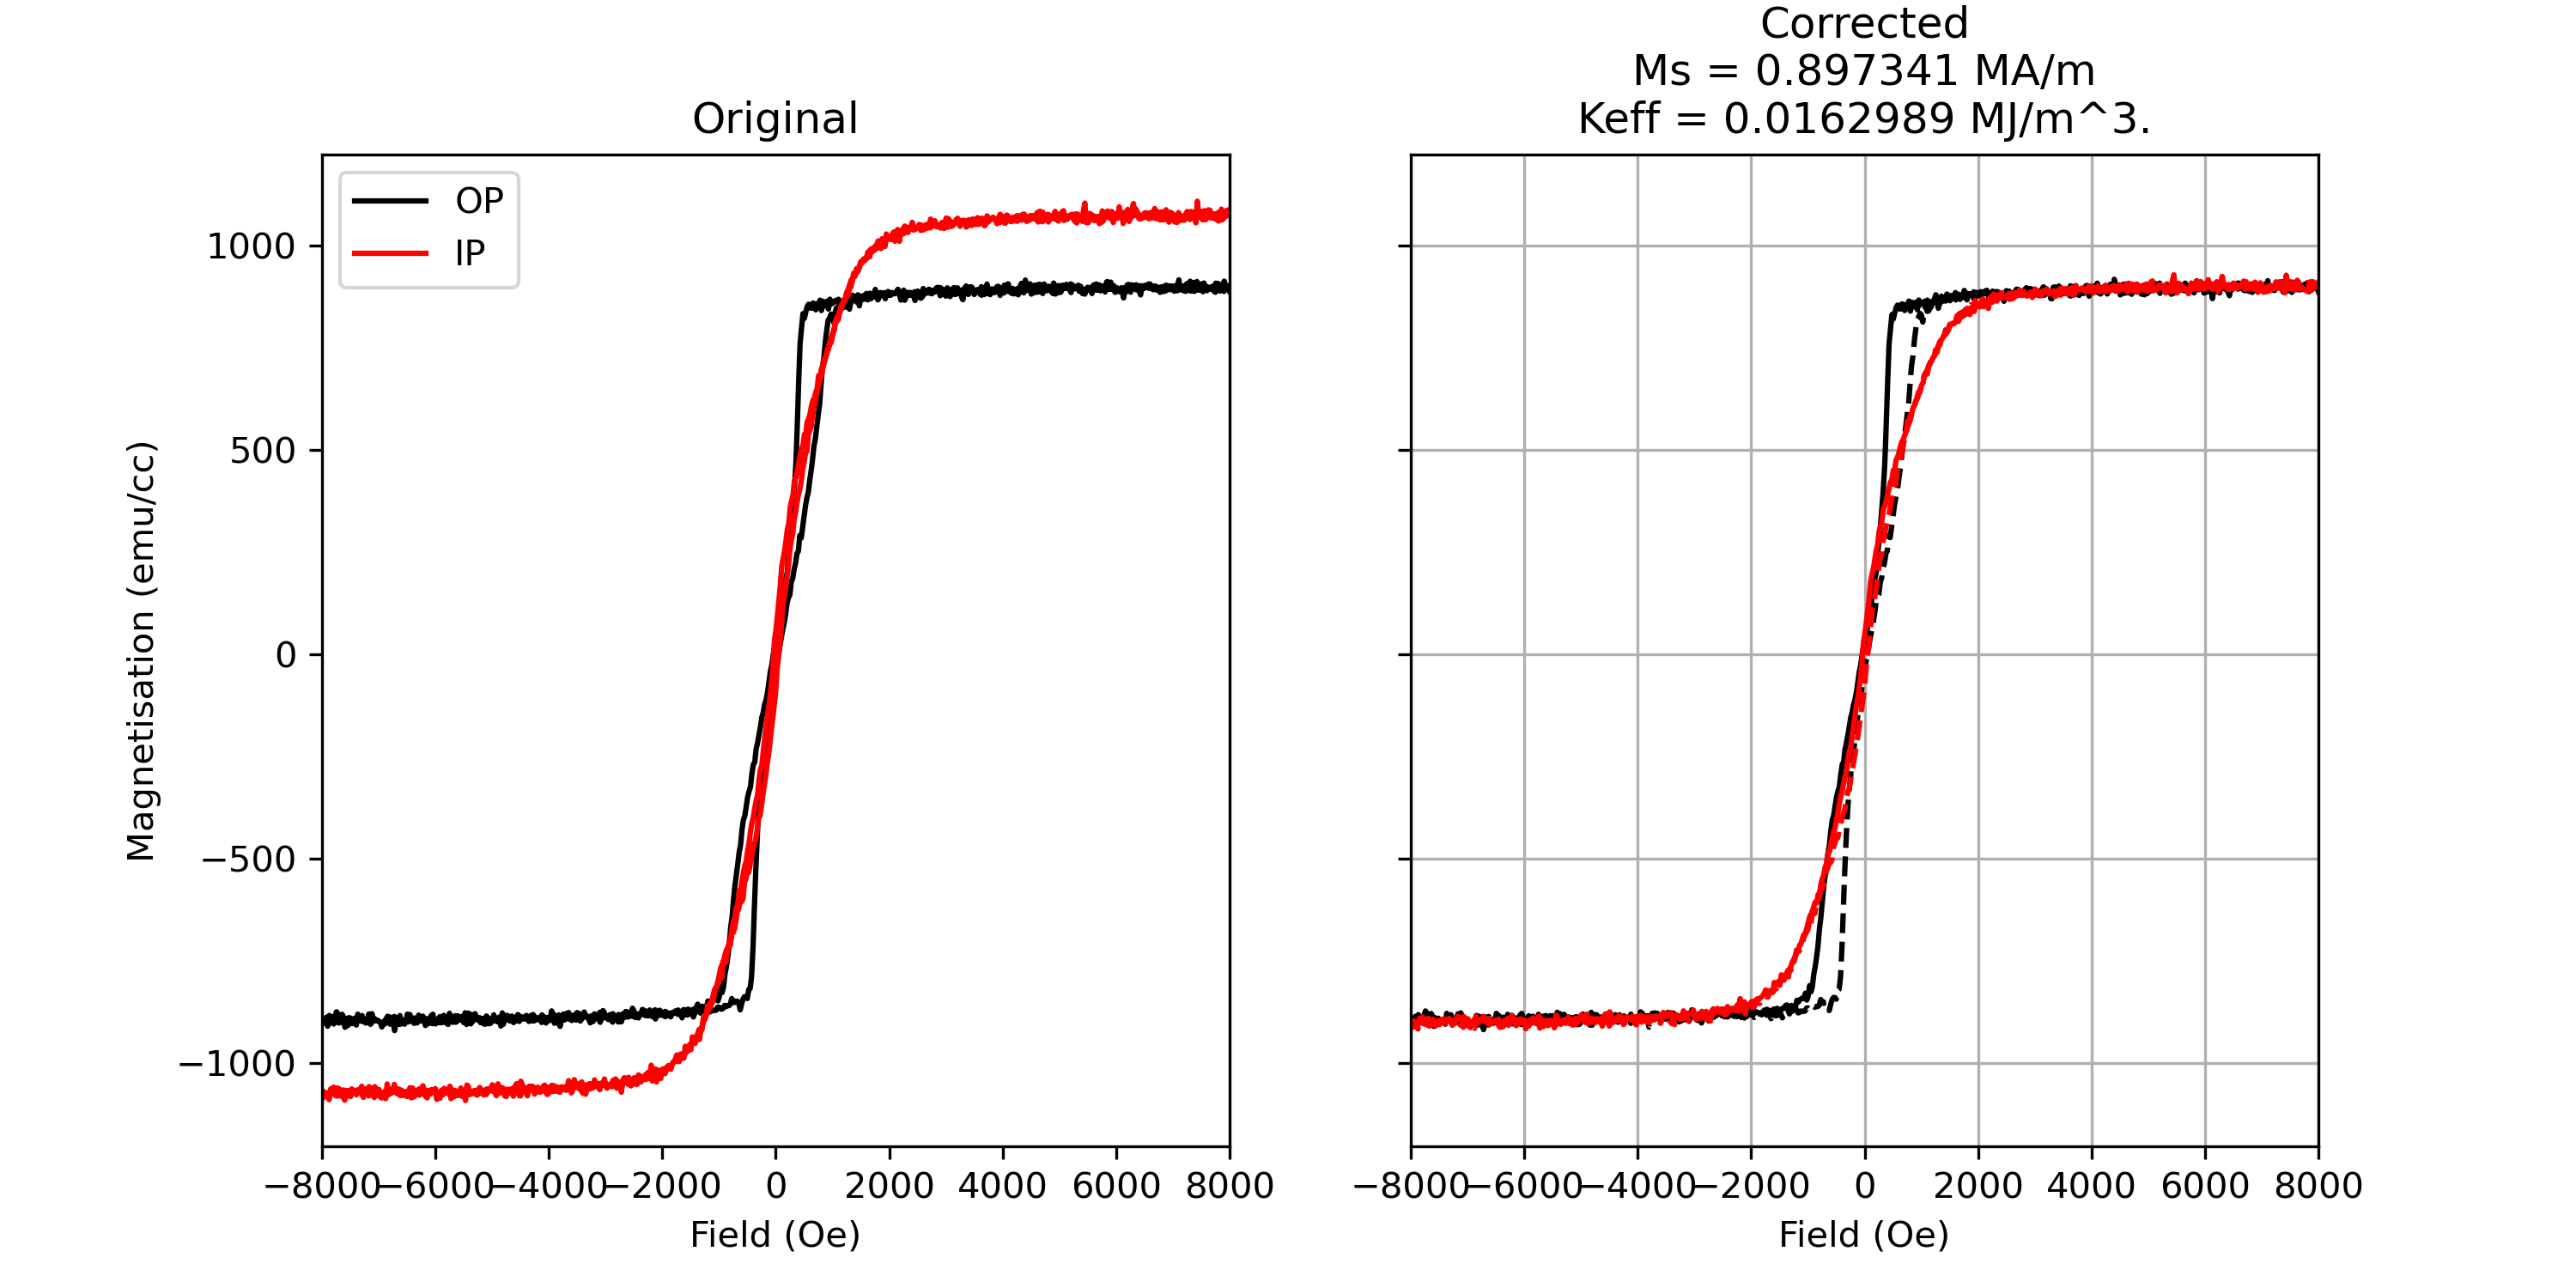 Original
OP
IP
1000
500
0
−500
−1000
Magnetisation (emu/cc)
−8000 −6000 −4000 −2000 0 2000 4000 6000 8000
Field (Oe)
Corrected
Ms = 0.897341 MA/m
Keff = 0.0162989 MJ/m^3.
−8000 −6000 −4000 −2000 0 2000 4000 6000 8000
Field (Oe)